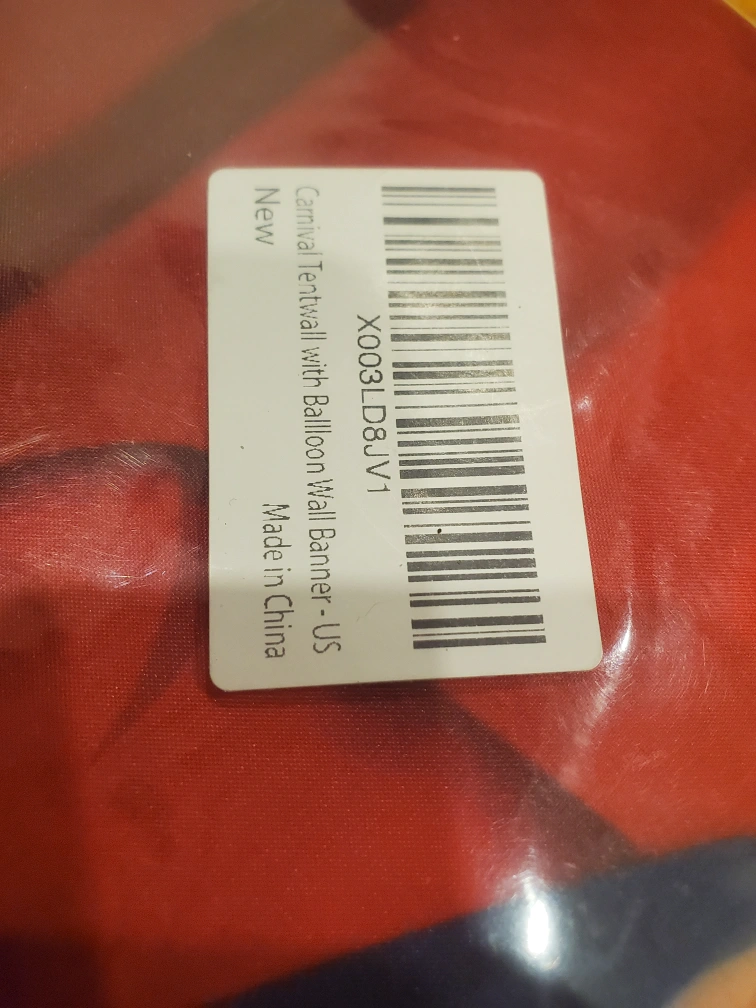 X003LD8JV1
Carnival Tentwall with Balloon Wall Banner - US
New
Made in China